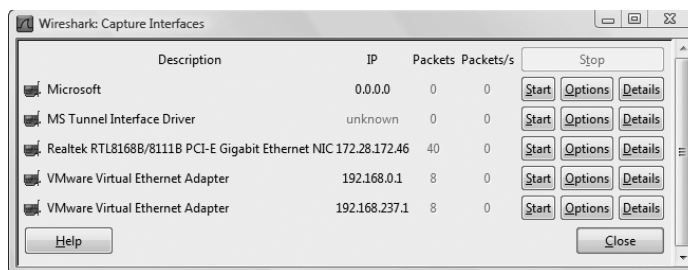 Wireshark: Capture Interfaces
Description IP Packets Packets/s Stop
Microsoft 0.0.0.0 0 0 Start Options Details
MS Tunnel Interface Driver unknown 0 0 Start Options Details
Realtek RTL8168B/8111B PCI-E Gigabit Ethernet NIC 172.28.172.46 40 0 Start Options Details
VMware Virtual Ethernet Adapter 192.168.0.1 8 0 Start Options Details
VMware Virtual Ethernet Adapter 192.168.237.1 8 0 Start Options Details
Help Close